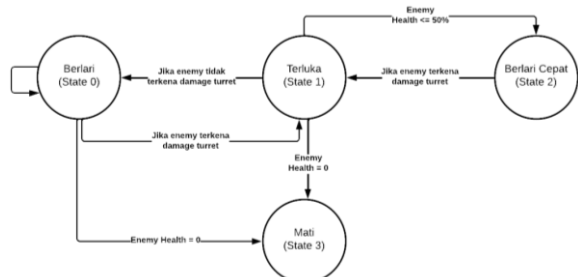 Enemy
Health <= 50%
Berlari
(State 0)
Jika enemy tidak
terkena damage turret
Terluka
(State 1)
Jika enemy terkena
damage turret
Berlari Cepat
(State 2)
Jika enemy terkena
damage turret
Enemy
Health = 0
Mati
(State 3)
Enemy Health = 0